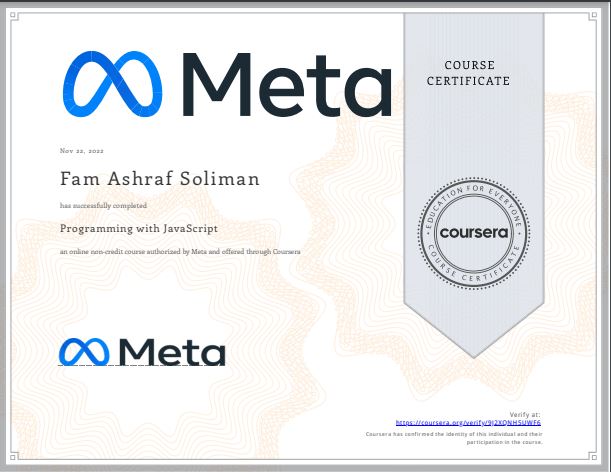 Meta
COURSE
CERTIFICATE
Nov 22, 2022
Fam Ashraf Soliman
has successfully completed
Programming with JavaScript
an online non-credit course authorized by Meta and offered through Coursera
EDUCATION FOR EVERYONE
coursera
COURSE CERTIFICATE
Meta
Verify at:
https://coursera.org/verify/9J2XQNH5UWF6
Coursera has confirmed the identity of this individual and their
participation in the course.